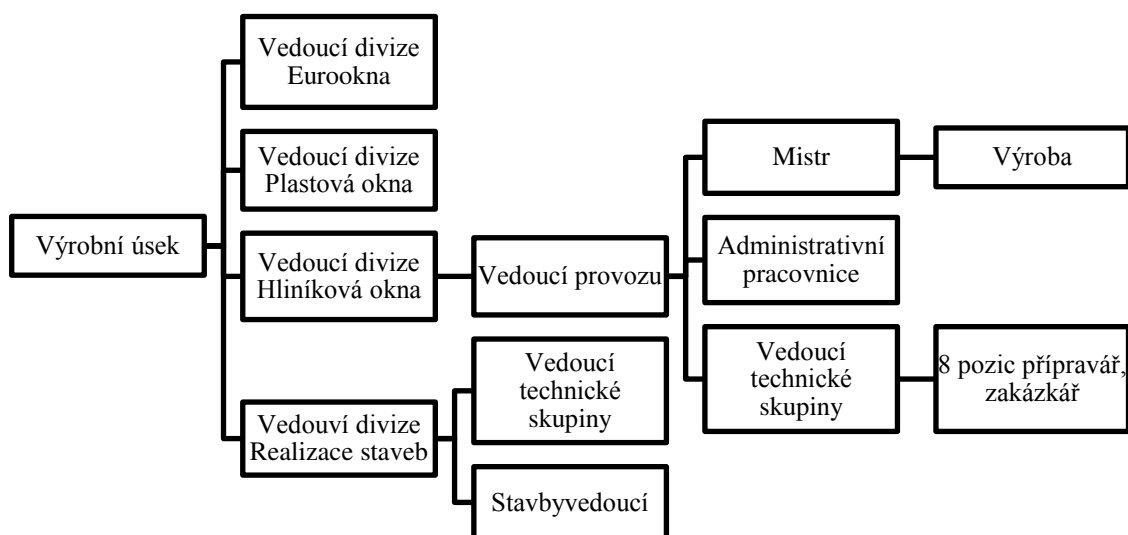 Výrobní úsek
Vedoucí divize
Eurookna
Vedoucí divize
Plastová okna
Vedoucí divize
Hliníková okna
Vedoucí provozu
Mistr
Výroba
Administrativní
pracovnice
Vedoucí
technické
skupiny
8 pozic přípravář,
zakázkář
Vedouví divize
Realizace staveb
Vedoucí
technické
skupiny
Stavbyvedoucí